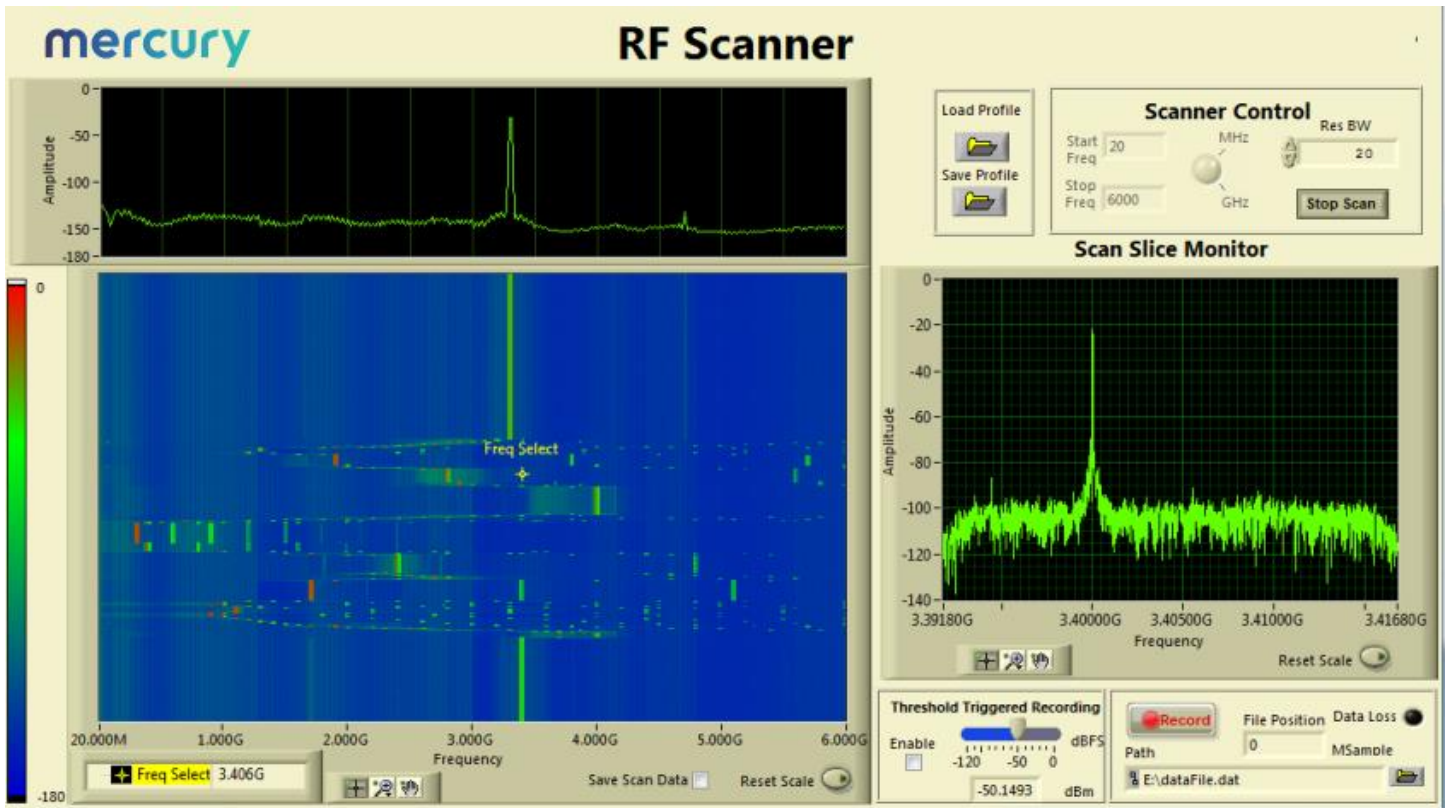 mercury
RF Scanner
0
-50
-100
-150
-180
Amplitude
Load Profile
Save Profile
Scanner Control
Start Freq 20
Stop Freq 6000
MHz
GHz
Res BW
20
Stop Scan
Scan Slice Monitor
0
-180
Freq Select
20.000M 1.000G 2.000G 3.000G 4.000G 5.000G 6.000G
Frequency
Freq Select 3.406G
Save Scan Data
Reset Scale
0
-20
-40
-60
-80
-100
-120
-140
Amplitude
3.39180G 3.40000G 3.40500G 3.41000G 3.41680G
Frequency
Reset Scale
Threshold Triggered Recording
Enable
dBFS
-120 -50 0
-50.1493 dBm
Record
File Position
0
Data Loss
MSample
Path
E:\dataFile.dat